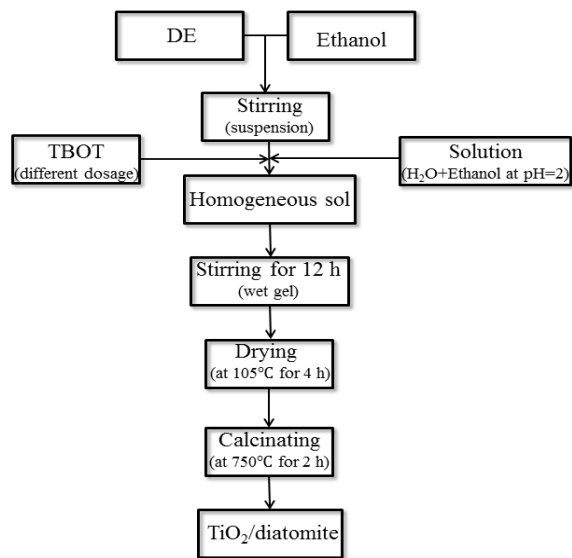 DE
Ethanol
Stirring
(suspension)
TBOT
(different dosage)
Solution
(H₂O+Ethanol at pH=2)
Homogeneous sol
Stirring for 12 h
(wet gel)
Drying
(at 105℃ for 4 h)
Calcinating
(at 750℃ for 2 h)
TiO₂/diatomite